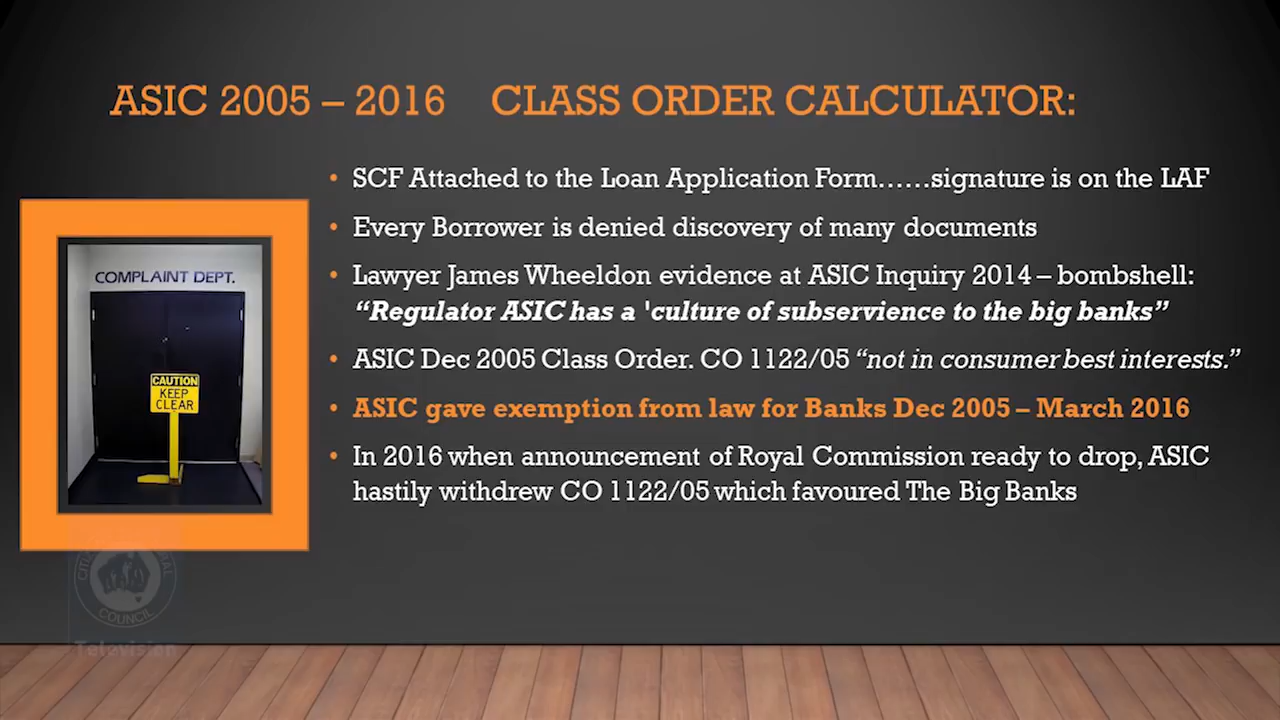 ASIC 2005 – 2016 CLASS ORDER CALCULATOR:
• SCF Attached to the Loan Application Form……signature is on the LAF
• Every Borrower is denied discovery of many documents
• Lawyer James Wheeldon evidence at ASIC Inquiry 2014 – bombshell:
“Regulator ASIC has a 'culture of subservience to the big banks”
• ASIC Dec 2005 Class Order. CO 1122/05 “not in consumer best interests.”
• ASIC gave exemption from law for Banks Dec 2005 – March 2016
• In 2016 when announcement of Royal Commission ready to drop, ASIC
hastily withdrew CO 1122/05 which favoured The Big Banks
COMPLAINT DEPT.
CAUTION
KEEP
CLEAR
COUNCIL
Television